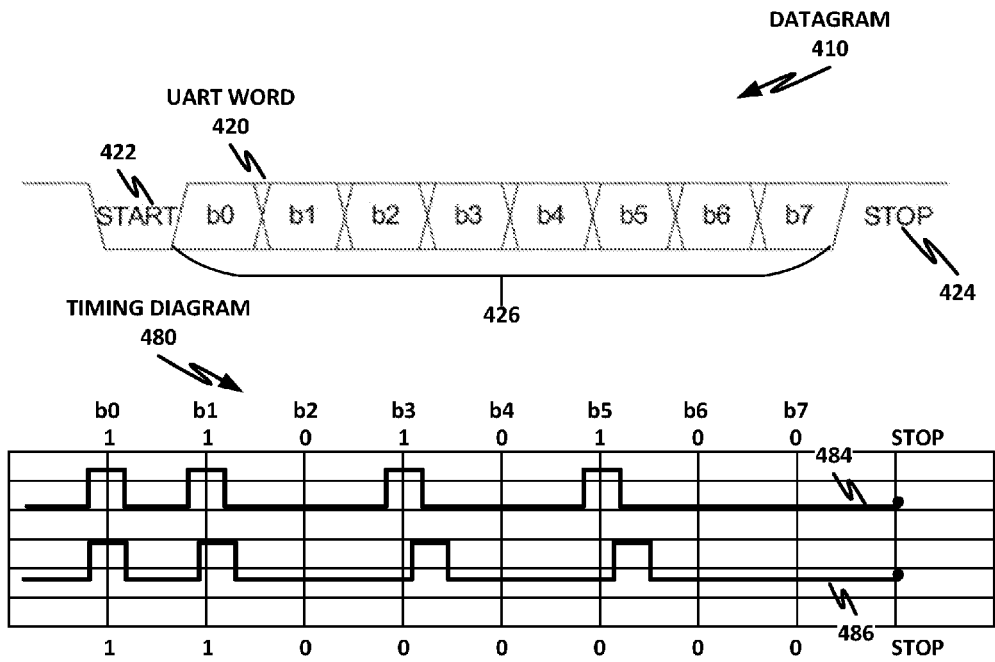 DATAGRAM
410
UART WORD
420
422
START b0 b1 b2 b3 b4 b5 b6 b7 STOP
424
426
TIMING DIAGRAM
480
b0 b1 b2 b3 b4 b5 b6 b7
1 1 0 1 0 1 0 0 STOP
484
486
1 1 0 0 0 0 0 0 STOP